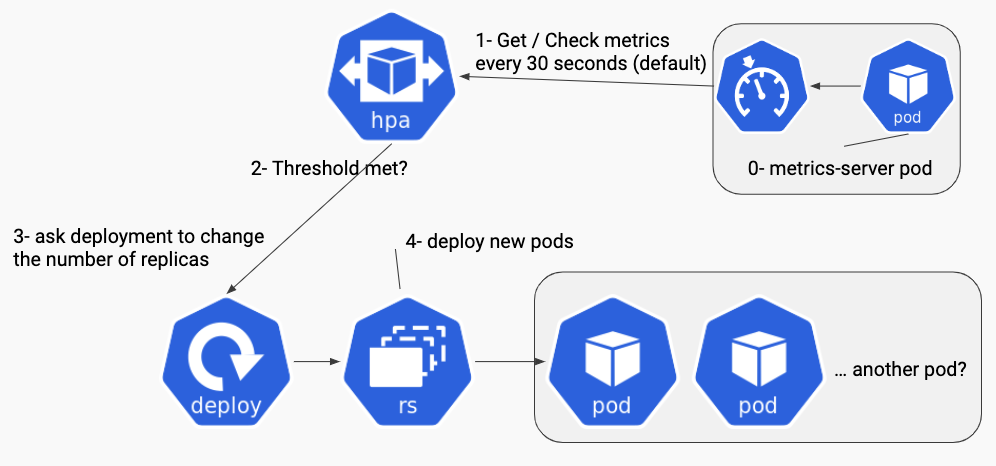 1- Get / Check metrics
every 30 seconds (default)
hpa
pod
0- metrics-server pod
2- Threshold met?
3- ask deployment to change
the number of replicas
4- deploy new pods
deploy
rs
pod
pod
... another pod?